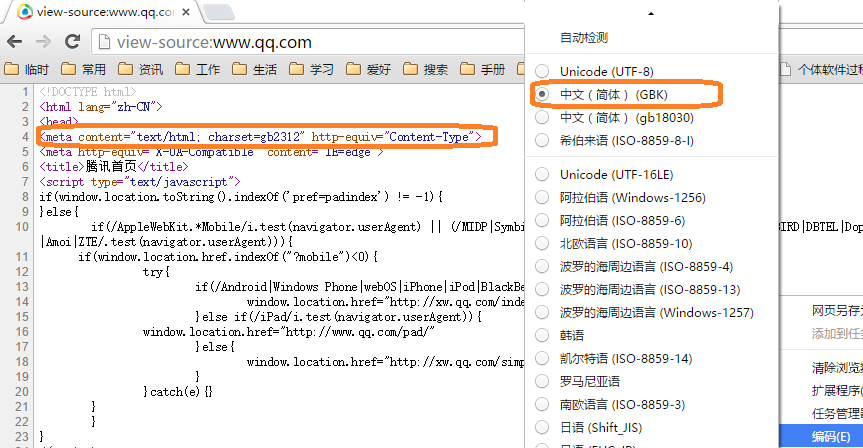 www.qq.com
view-source:www.qq.com
临时 常用 资讯 工作 生活 学习 爱好 搜索 手册 个体软件过
1 <!DOCTYPE html>
2 <html lang="zh-CN">
3 <head>
4 <meta content="text/html; charset=gb2312" http-equiv="Content-Type">
5 <meta http-equiv="X-UA-Compatible" content="IE=edge">
6 <title>腾讯首页</title>
7 <script type="text/javascript">
8 if(window.location.toString().indexOf('pref=padindex') != -1){
9 }else{
10 if(/AppleWebKit.*Mobile/i.test(navigator.userAgent) || (/MIDP|Symbi
IRD|DBTEL|Dop
|Amoi|ZTE/.test(navigator.userAgent))){
11 if(window.location.href.indexOf("?mobile")<0){
12 try{
13 if(/Android|Windows Phone|webOS|iPhone|iPod|BlackBe
14 window.location.href="http://xw.qq.com/inde
15 }else if(/iPad/i.test(navigator.userAgent)){
16 window.location.href="http://www.qq.com/pad/"
17 }else{
18 window.location.href="http://xw.qq.com/simp
19 }
20 }catch(e){}
21 }
22 }
23 }
自动检测
Unicode (UTF-8)
中文（简体）(GBK)
中文（简体）(gb18030)
希伯来语 (ISO-8859-8-I)
Unicode (UTF-16LE)
阿拉伯语 (Windows-1256)
阿拉伯语 (ISO-8859-6)
北欧语言 (ISO-8859-10)
波罗的海周边语言 (ISO-8859-4)
波罗的海周边语言 (ISO-8859-13)
波罗的海周边语言 (Windows-1257)
韩语
凯尔特语 (ISO-8859-14)
罗马尼亚语
南欧语言 (ISO-8859-3)
日语 (Shift_JIS)
网页另存
添加到任
清除浏览
扩展程序(
任务管理
编码(E)